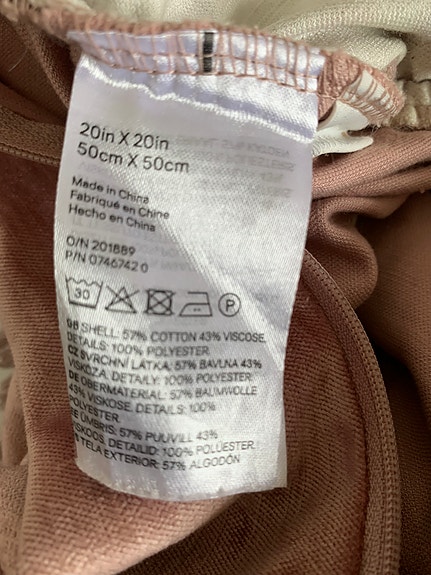 20in X 20in
50cm X 50cm
Made in China
Fabriqué en Chine
Hecho en China
O/N 201889
P/N 0746742 0
30 P
GB SHELL: 57% COTTON 43% VISCOSE.
DETAILS: 100% POLYESTER
CZ SVRCHNÍ LÁTKA: 57% BAVLNA 43%
VISKÓZA. DETAILY: 100% POLYESTER
DE OBERMATERIAL: 57% BAUMWOLLE
43% VISKOSE. DETAILS: 100%
POLYESTER
EE ÜMBRIS: 57% PUUVILL 43%
VISKOOS. DETAILID: 100% POLÜESTER
TELA EXTERIOR: 57% ALGODÓN